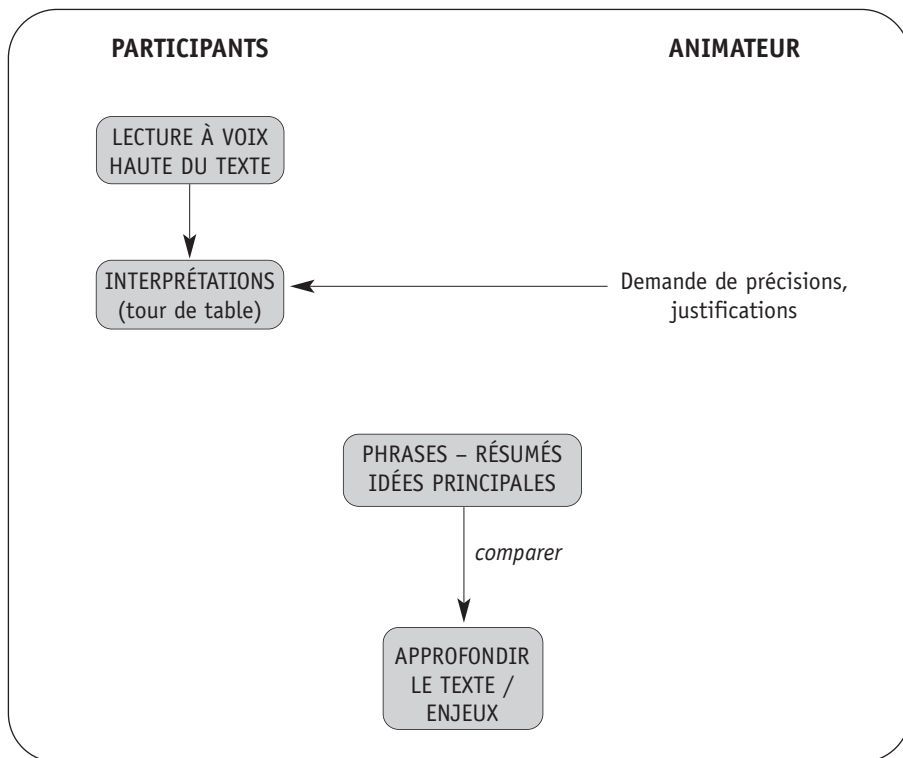 PARTICIPANTS
ANIMATEUR
LECTURE À VOIX
HAUTE DU TEXTE
INTERPRÉTATIONS
(tour de table)
Demande de précisions,
justifications
PHRASES – RÉSUMÉS
IDÉES PRINCIPALES
comparer
APPROFONDIR
LE TEXTE /
ENJEUX